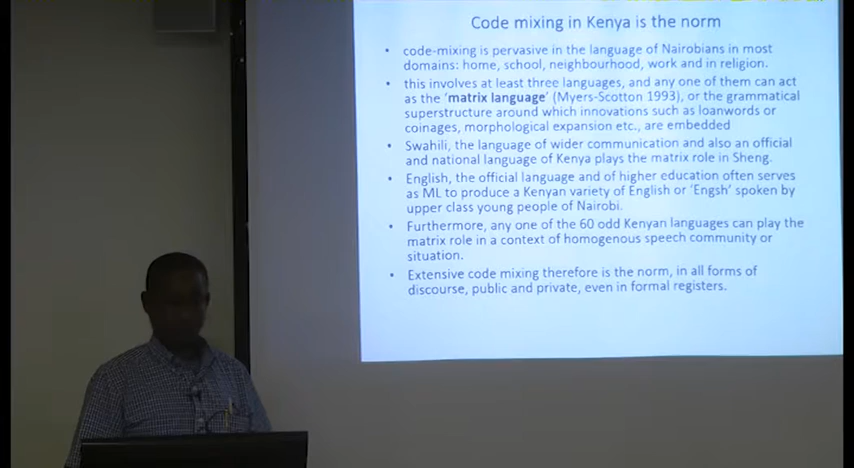 Code mixing in Kenya is the norm
• code-mixing is pervasive in the language of Nairobians in most
domains: home, school, neighbourhood, work and in religion.
• this involves at least three languages, and any one of them can act
as the 'matrix language' (Myers-Scotton 1993), or the grammatical
superstructure around which innovations such as loanwords or
coinages, morphological expansion etc., are embedded
• Swahili, the language of wider communication and also an official
and national language of Kenya plays the matrix role in Sheng.
• English, the official language and of higher education often serves
as ML to produce a Kenyan variety of English or 'Engsh' spoken by
upper class young people of Nairobi.
• Furthermore, any one of the 60 odd Kenyan languages can play the
matrix role in a context of homogenous speech community or
situation.
• Extensive code mixing therefore is the norm, in all forms of
discourse, public and private, even in formal registers.